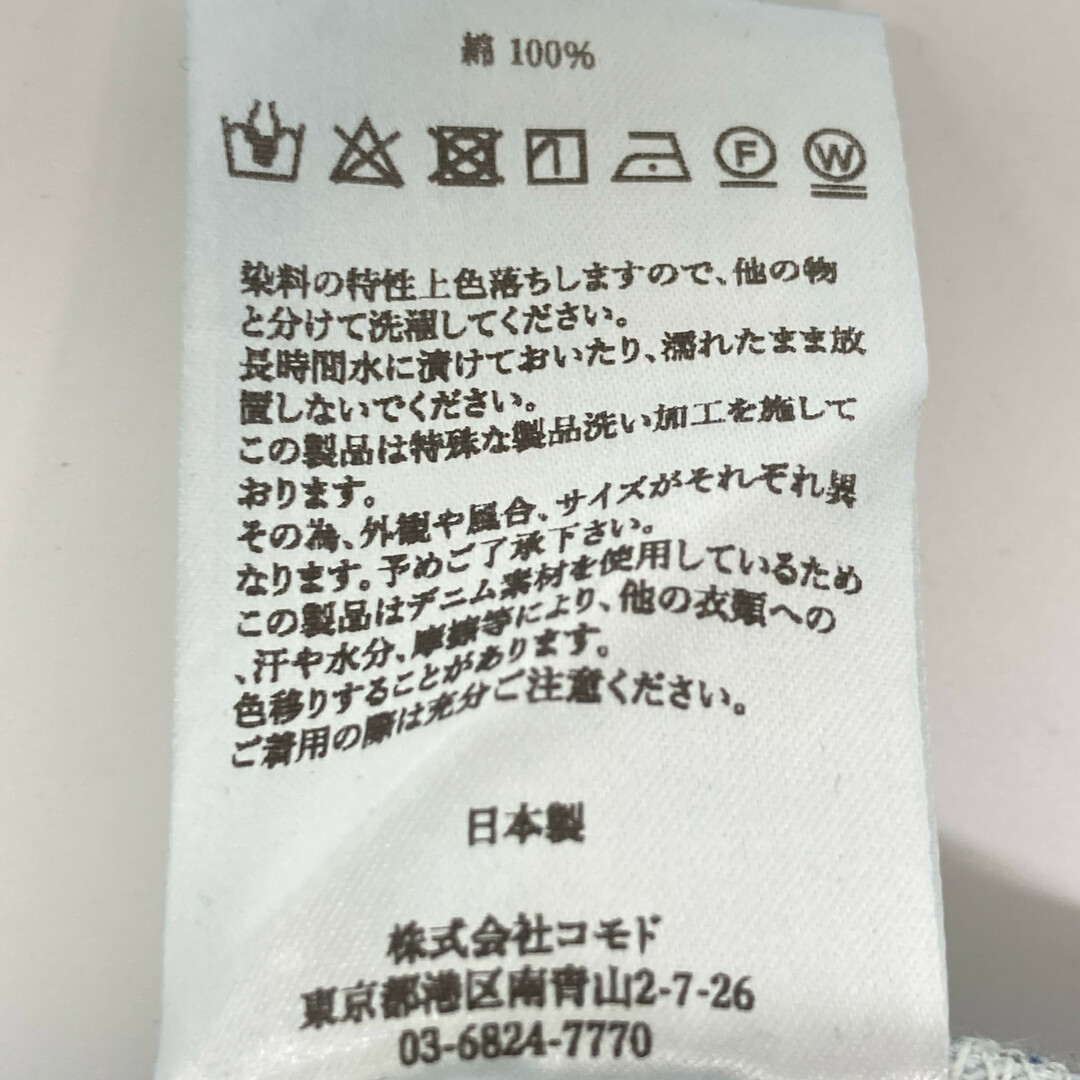 綿 100%
F W
染料の特性上色落ちしますので、他の物
と分けて洗濯してください。
長時間水に漬けておいたり、濡れたまま放
置しないでください。
この製品は特殊な製品洗い加工を施して
おります。
その為、外観や風合、サイズがそれぞれ異
なります。予めご了承下さい。
この製品はデニム素材を使用しているため
、汗や水分、摩擦等により、他の衣類への
色移りすることがあります。
ご着用の際は充分ご注意ください。
日本製
株式会社コモド
東京都港区南青山2-7-26
03-6824-7770